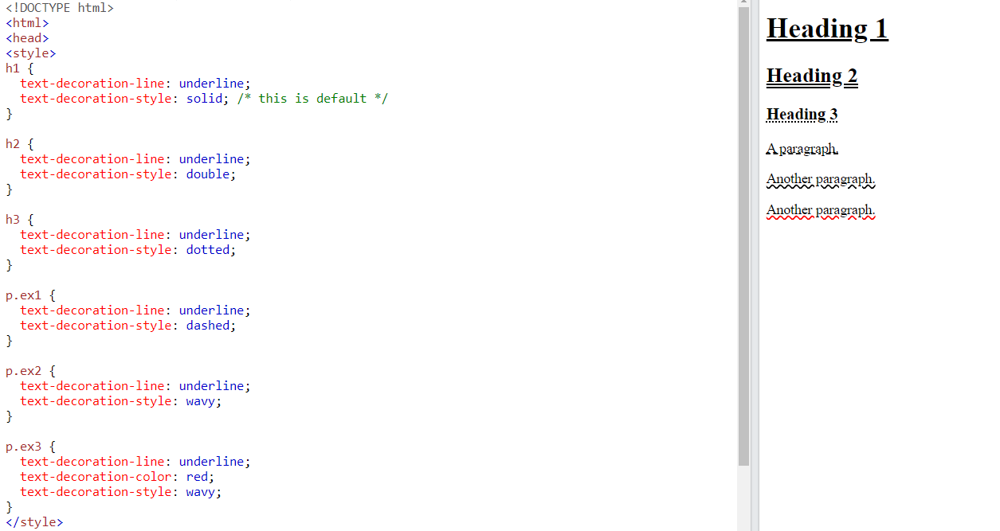 <!DOCTYPE html>
<html>
<head>
<style>
h1 {
  text-decoration-line: underline;
  text-decoration-style: solid; /* this is default */
}

h2 {
  text-decoration-line: underline;
  text-decoration-style: double;
}

h3 {
  text-decoration-line: underline;
  text-decoration-style: dotted;
}

p.ex1 {
  text-decoration-line: underline;
  text-decoration-style: dashed;
}

p.ex2 {
  text-decoration-line: underline;
  text-decoration-style: wavy;
}

p.ex3 {
  text-decoration-line: underline;
  text-decoration-color: red;
  text-decoration-style: wavy;
}
</style>
Heading 1
Heading 2
Heading 3
A paragraph.
Another paragraph.
Another paragraph.